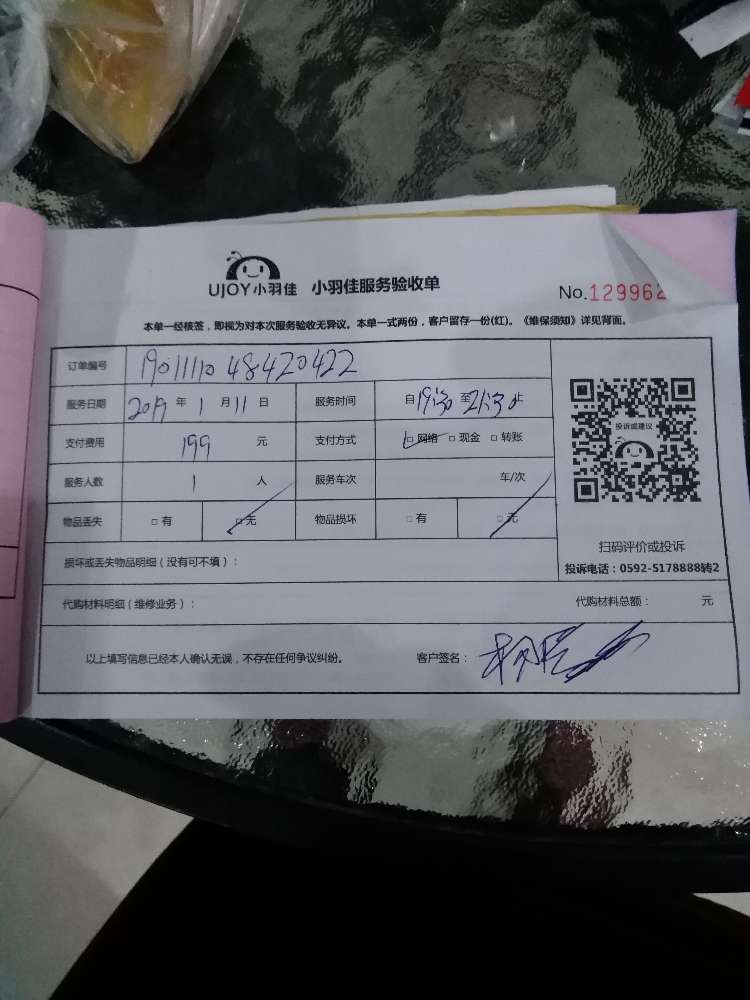 UJOY小羽佳 小羽佳服务验收单
No.129962
本单一经核签，即视为对本次服务验收无异议。本单一式两份，客户留存一份(红)。《维保须知》详见背面。
订单编号 1901111048420422
服务日期 2019 年 1 月 11 日 服务时间 自19:30至21:30止
支付费用 199 元 支付方式 □网络 □现金 □转账
服务人数 1 人 服务车次 车/次
物品丢失 □有 □无 物品损坏 □有 □无
投诉或建议
扫码评价或投诉
投诉电话：0592-5178888转2
损坏或丢失物品明细（没有可不填）：
代购材料明细（维修业务）： 代购材料总额： 元
以上填写信息已经本人确认无误，不存在任何争议纠纷。 客户签名：